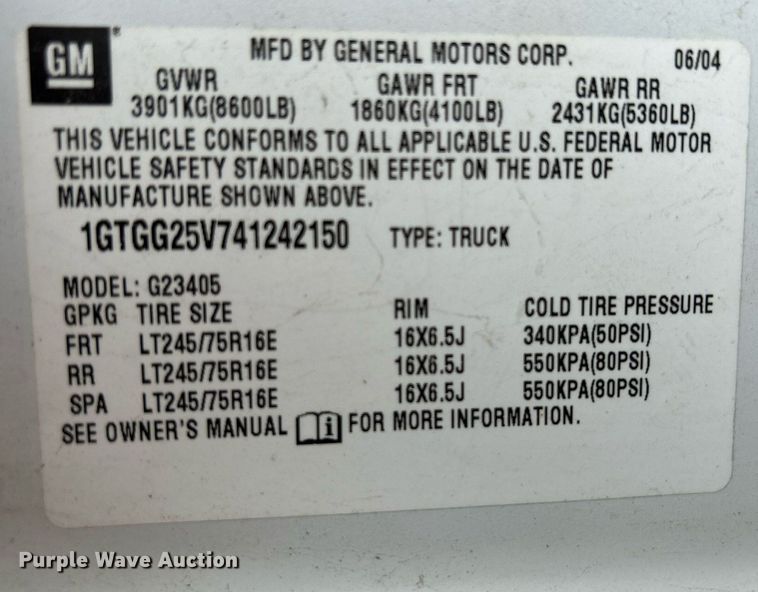 GM®
MFD BY GENERAL MOTORS CORP. 06/04
GVWR GAWR FRT GAWR RR
3901KG(8600LB) 1860KG(4100LB) 2431KG(5360LB)
THIS VEHICLE CONFORMS TO ALL APPLICABLE U.S. FEDERAL MOTOR
VEHICLE SAFETY STANDARDS IN EFFECT ON THE DATE OF
MANUFACTURE SHOWN ABOVE.
1GTGG25V741242150 TYPE: TRUCK
MODEL: G23405
GPKG TIRE SIZE RIM COLD TIRE PRESSURE
FRT LT245/75R16E 16X6.5J 340KPA(50PSI)
RR LT245/75R16E 16X6.5J 550KPA(80PSI)
SPA LT245/75R16E 16X6.5J 550KPA(80PSI)
SEE OWNER'S MANUAL i FOR MORE INFORMATION.
Purple Wave Auction